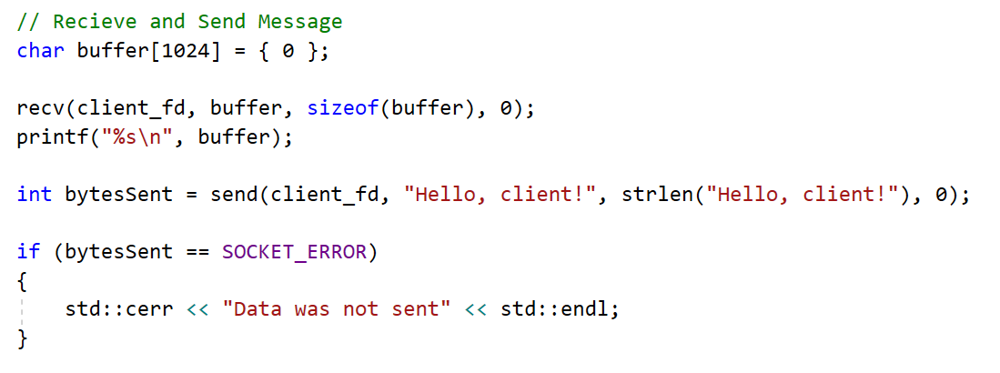 // Recieve and Send Message
char buffer[1024] = { 0 };
recv(client_fd, buffer, sizeof(buffer), 0);
printf("%s\n", buffer);
int bytesSent = send(client_fd, "Hello, client!", strlen("Hello, client!"), 0);
if (bytesSent == SOCKET_ERROR)
{
    std::cerr << "Data was not sent" << std::endl;
}